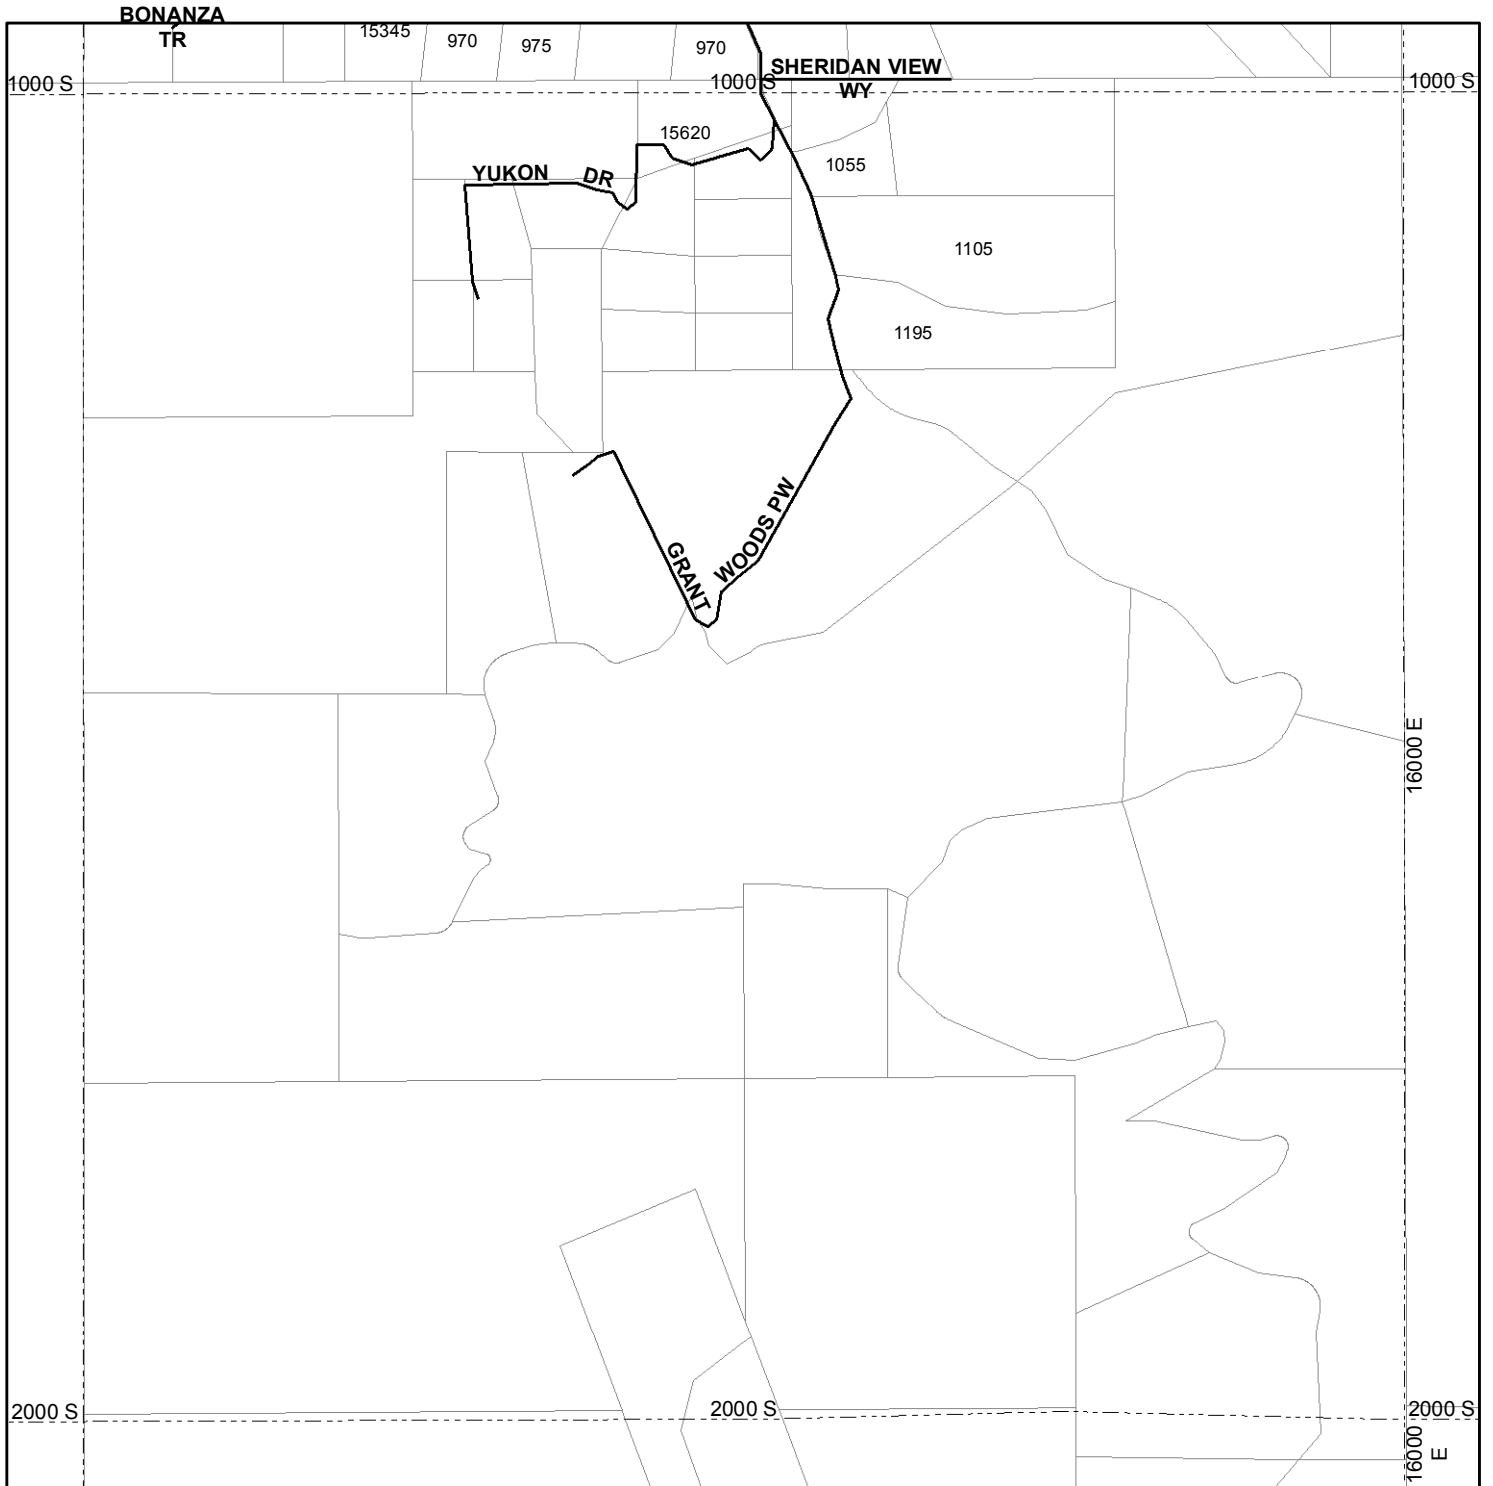 BONANZA
TR
15345
970
975
970
SHERIDAN VIEW
WY
1000 S
1000 S
1000 S
15620
1055
YUKON DR
1105
1195
WOODS PW
GRANT
16000 E
2000 S
2000 S
2000 S
16000
E